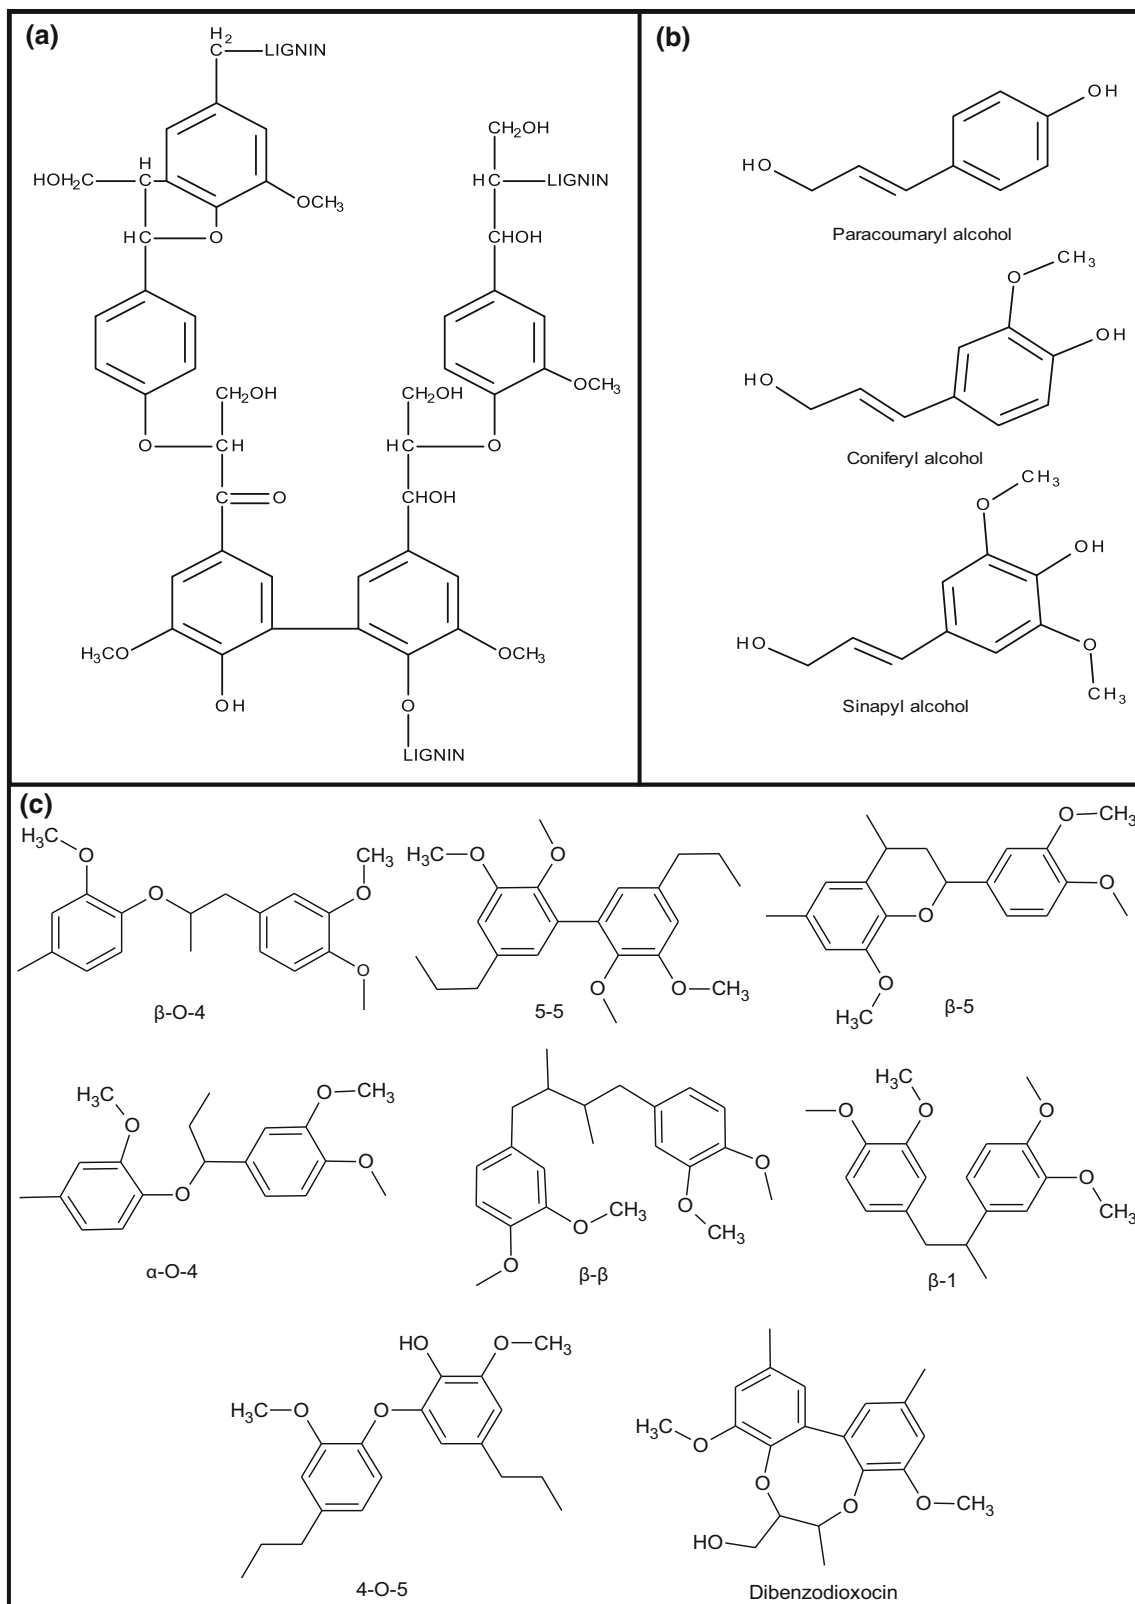 (a)
H2
C LIGNIN
CH2OH
H
HOH2C C
HC LIGNIN
OCH3
HC O
CHOH
OCH3
CH2OH
CH2OH
O CH
HC O
C O
CHOH
H3CO
OCH3
OH
O
LIGNIN
(b)
OH
HO
Paracoumaryl alcohol
CH3
O
OH
HO
Coniferyl alcohol
CH3
O
OH
HO
O
CH3
Sinapyl alcohol
(c)
H3C
O
O
CH3
O
O
β-O-4
H3C O
O
O
O CH3
5-5
O CH3
O
O
O
H3C
β-5
H3C
O
O CH3
O
O
α-O-4
O
O
CH3
O
O
CH3
β-β
H3C
O
O
O
O
CH3
β-1
HO
O CH3
H3C O
O
4-O-5
H3C
O
O
O
O CH3
HO
Dibenzodioxocin